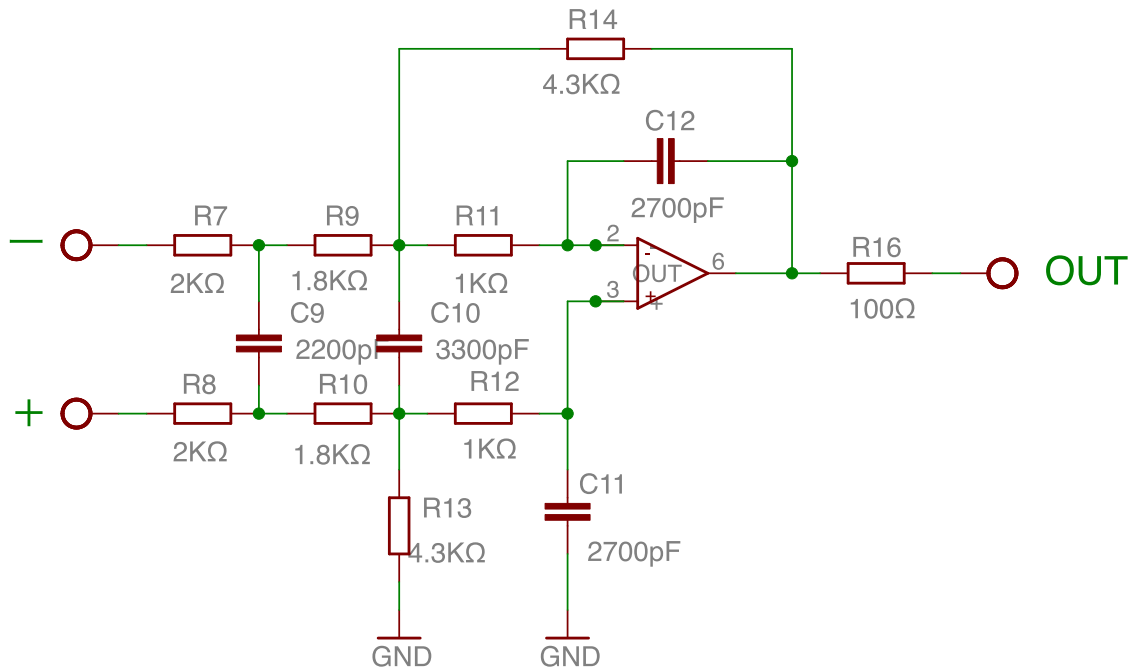 R14
4.3KΩ
C12
2700pF
R7
R9
R11
2
R16
−
-
OUT
6
OUT
2KΩ
1.8KΩ
1KΩ
3
+
+
100Ω
C9
C10
2200pF
3300pF
R8
R10
R12
+
2KΩ
1.8KΩ
1KΩ
C11
R13
4.3KΩ
2700pF
GND
GND